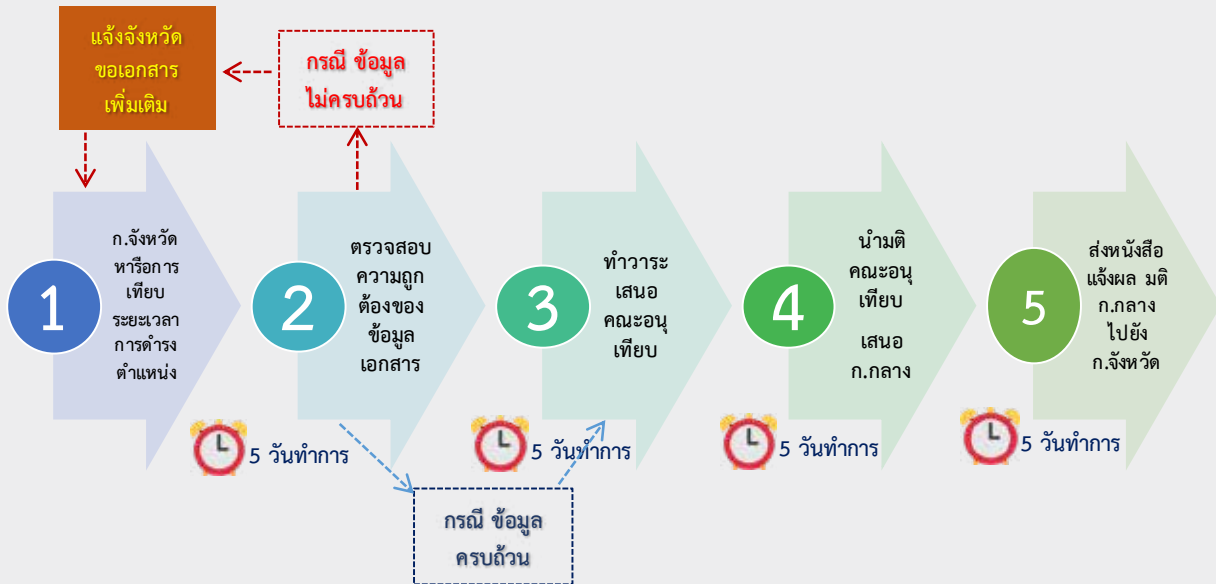 แจ้งจังหวัด
ขอเอกสาร
เพิ่มเติม
กรณี ข้อมูล
ไม่ครบถ้วน
1
ก.จังหวัด
หารือการ
เทียบ
ระยะเวลา
การดำรง
ตำแหน่ง
2
ตรวจสอบ
ความถูก
ต้องของ
ข้อมูล
เอกสาร
3
ทำวาระ
เสนอ
คณะอนุ
เทียบ
4
นำมติ
คณะอนุ
เทียบ
เสนอ
ก.กลาง
5
ส่งหนังสือ
แจ้งผล มติ
ก.กลาง
ไปยัง
ก.จังหวัด
5 วันทำการ
5 วันทำการ
5 วันทำการ
5 วันทำการ
กรณี ข้อมูล
ครบถ้วน